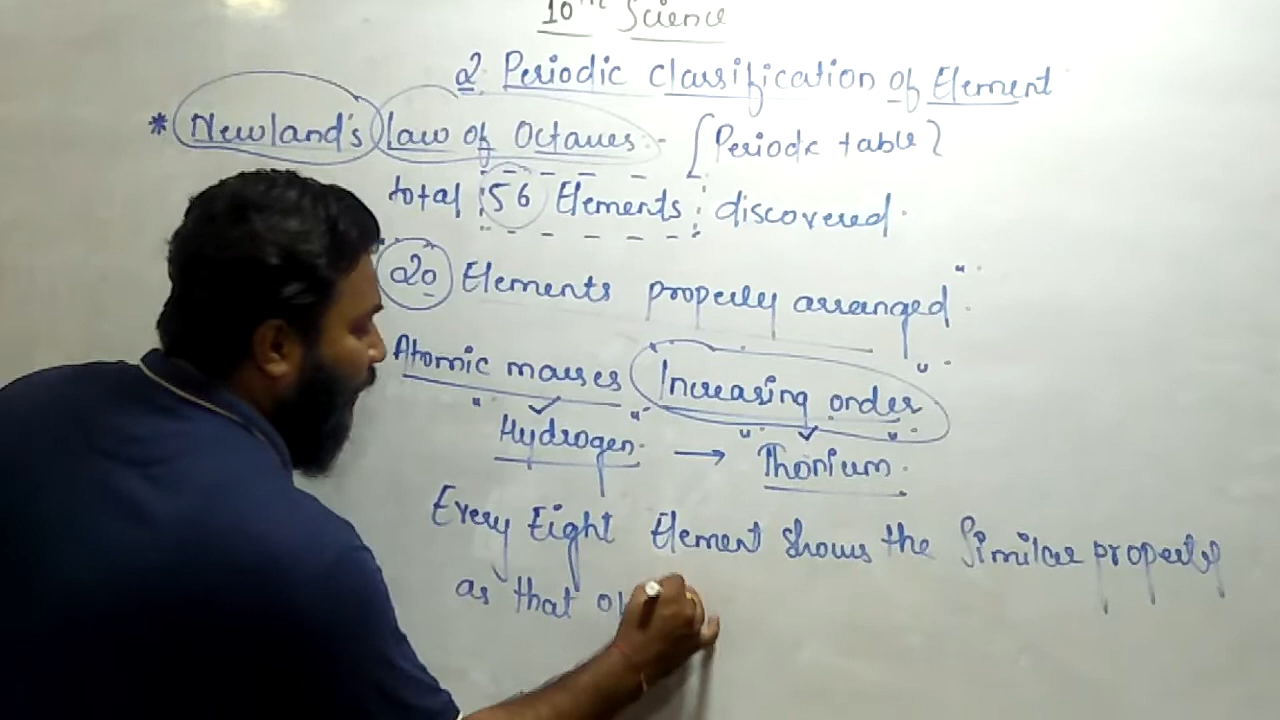 10th Science
2. Periodic Classification of Element
* Newland's law of Octaves :- [Periodc table]
total 56 Elements discovered.
20 Elements properly arranged.
Atomic masses Increasing order
Hydrogen → Thorium.
Every Eight Element shows the Similar property
as that